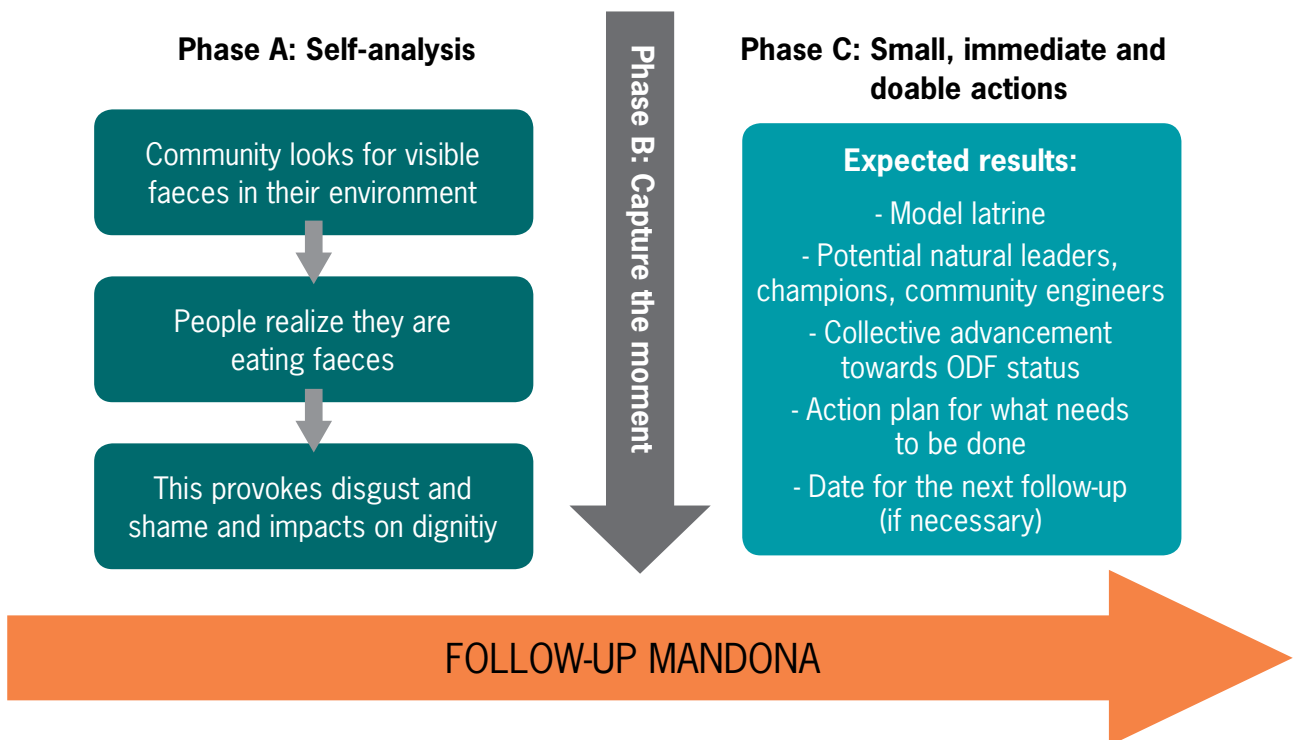 Phase A: Self-analysis
Community looks for visible
faeces in their environment
People realize they are
eating faeces
This provokes disgust and
shame and impacts on dignitiy
Phase B: Capture the moment
Phase C: Small, immediate and
doable actions
Expected results:
- Model latrine
- Potential natural leaders,
champions, community engineers
- Collective advancement
towards ODF status
- Action plan for what needs
to be done
- Date for the next follow-up
(if necessary)
FOLLOW-UP MANDONA